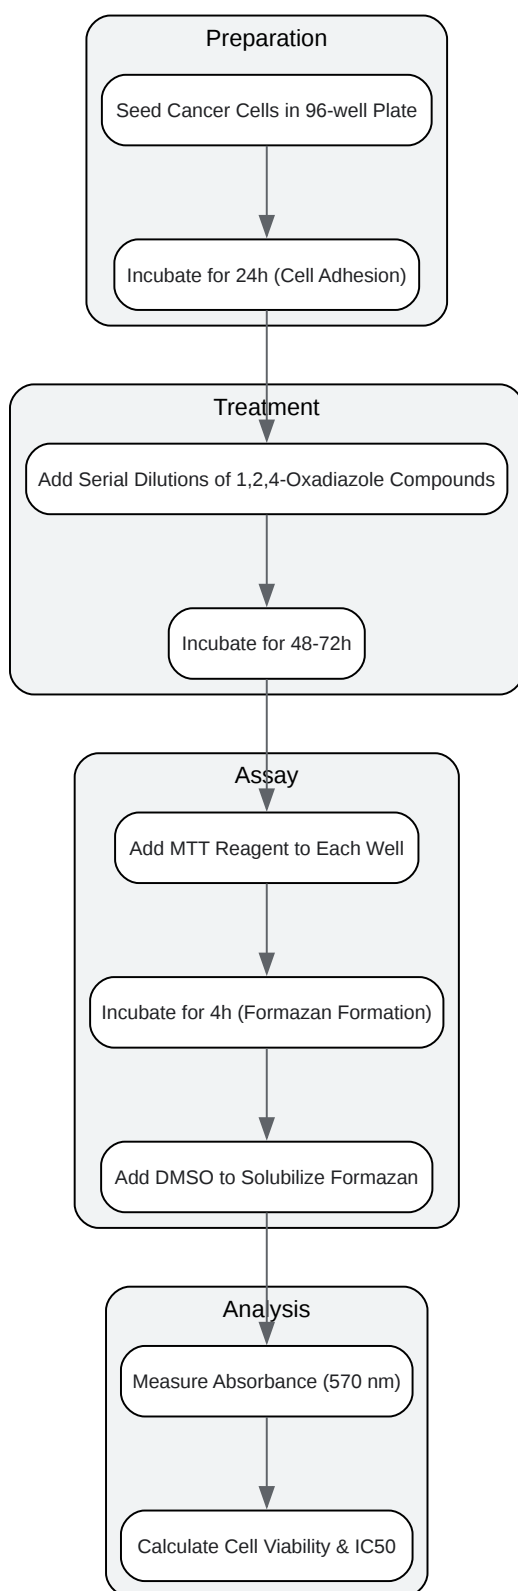 Preparation
Seed Cancer Cells in 96-well Plate
Incubate for 24h (Cell Adhesion)
Treatment
Add Serial Dilutions of 1,2,4-Oxadiazole Compounds
Incubate for 48-72h
Assay
Add MTT Reagent to Each Well
Incubate for 4h (Formazan Formation)
Add DMSO to Solubilize Formazan
Analysis
Measure Absorbance (570 nm)
Calculate Cell Viability & IC50